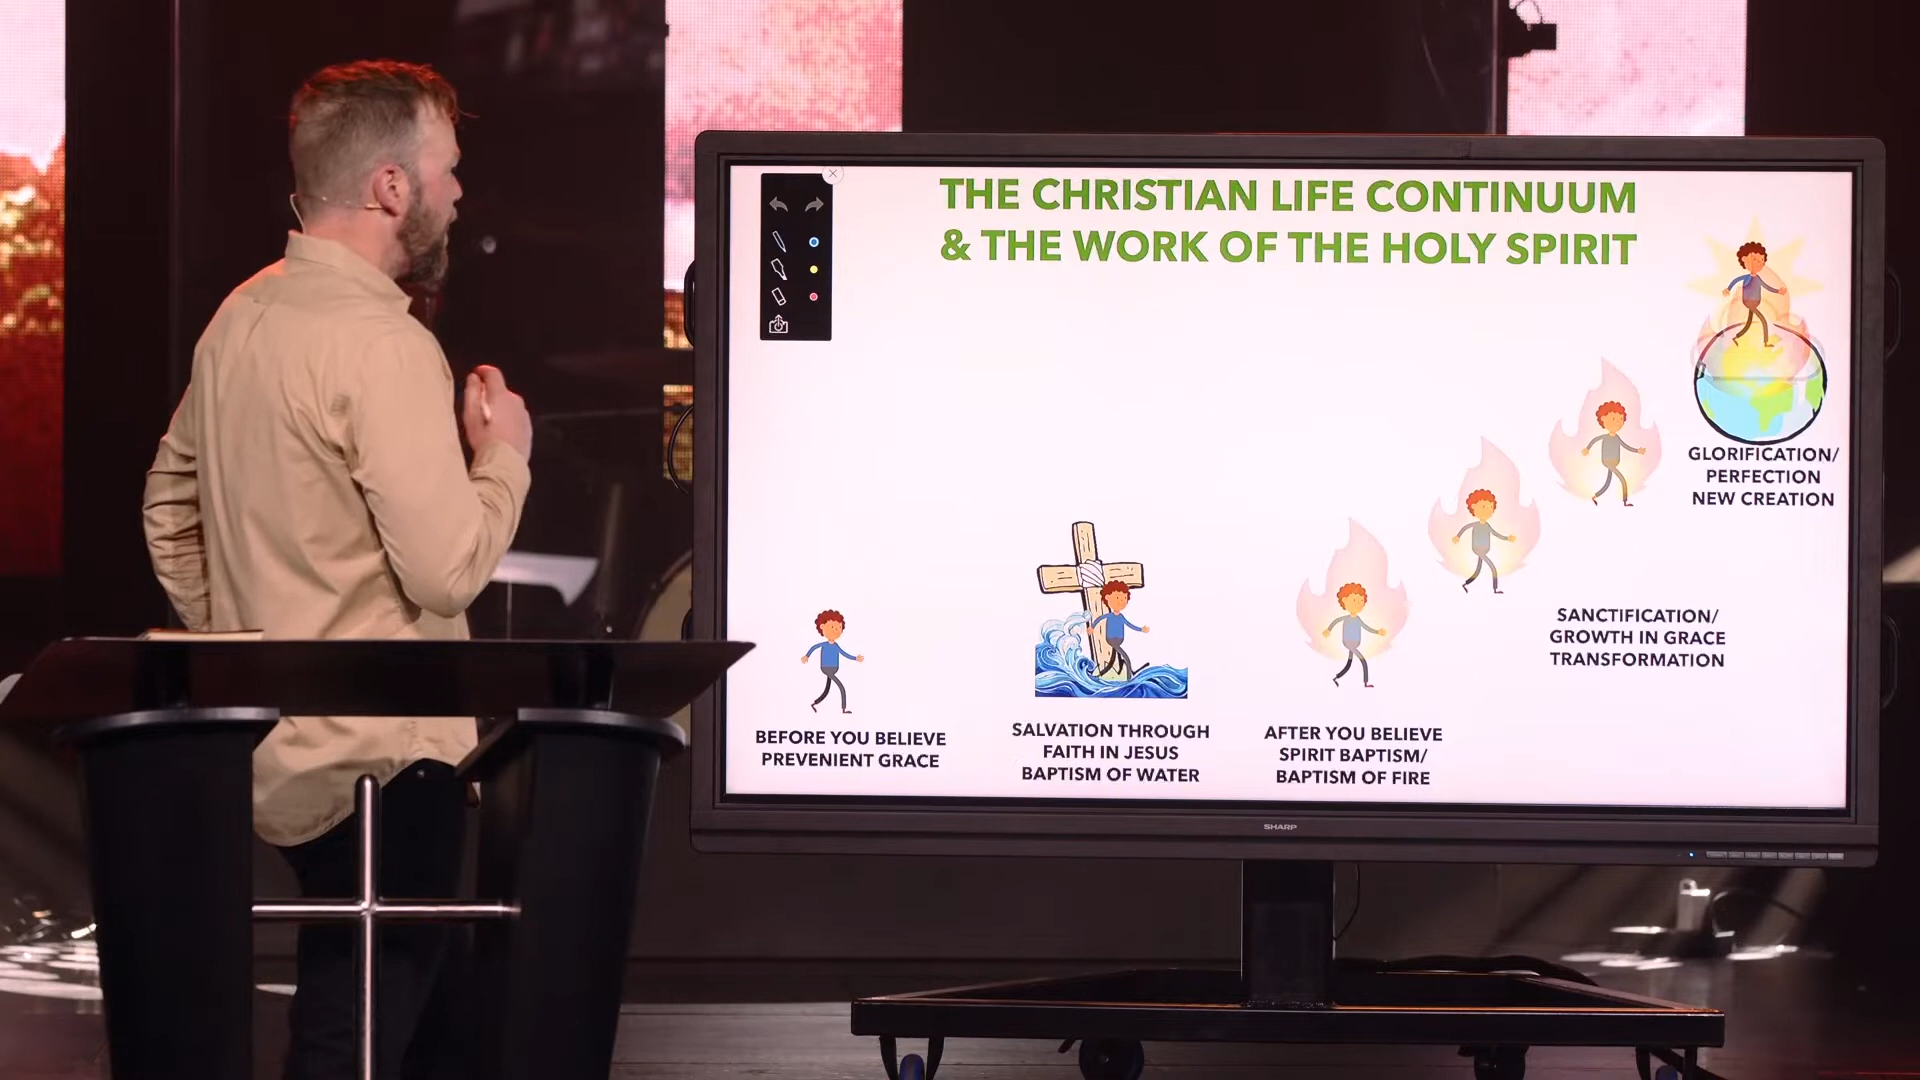 THE CHRISTIAN LIFE CONTINUUM
& THE WORK OF THE HOLY SPIRIT
GLORIFICATION/
PERFECTION
NEW CREATION
SANCTIFICATION/
GROWTH IN GRACE
TRANSFORMATION
BEFORE YOU BELIEVE
PREVENIENT GRACE
SALVATION THROUGH
FAITH IN JESUS
BAPTISM OF WATER
AFTER YOU BELIEVE
SPIRIT BAPTISM/
BAPTISM OF FIRE
SHARP